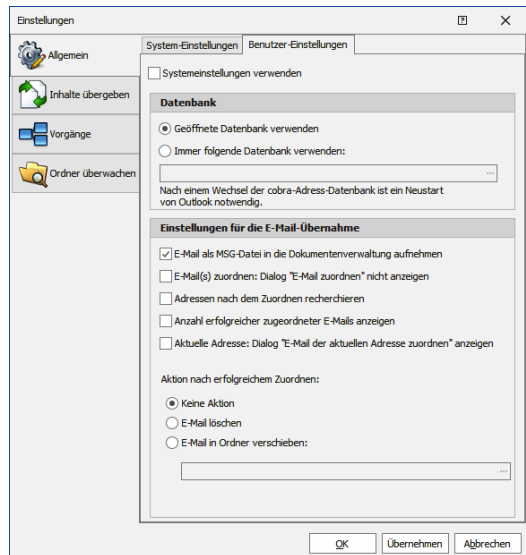 Einstellungen
Allgemein
Inhalte übergeben
Vorgänge
Ordner überwachen
System-Einstellungen
Benutzer-Einstellungen
Systemeinstellungen verwenden
Datenbank
Geöffnete Datenbank verwenden
Immer folgende Datenbank verwenden:
...
Nach einem Wechsel der cobra-Adress-Datenbank ist ein Neustart
von Outlook notwendig.
Einstellungen für die E-Mail-Übernahme
E-Mail als MSG-Datei in die Dokumentenverwaltung aufnehmen
E-Mail(s) zuordnen: Dialog "E-Mail zuordnen" nicht anzeigen
Adressen nach dem Zuordnen recherchieren
Anzahl erfolgreicher zugeordneter E-Mails anzeigen
Aktuelle Adresse: Dialog "E-Mail der aktuellen Adresse zuordnen" anzeigen
Aktion nach erfolgreichem Zuordnen:
Keine Aktion
E-Mail löschen
E-Mail in Ordner verschieben:
...
OK
Übernehmen
Abbrechen